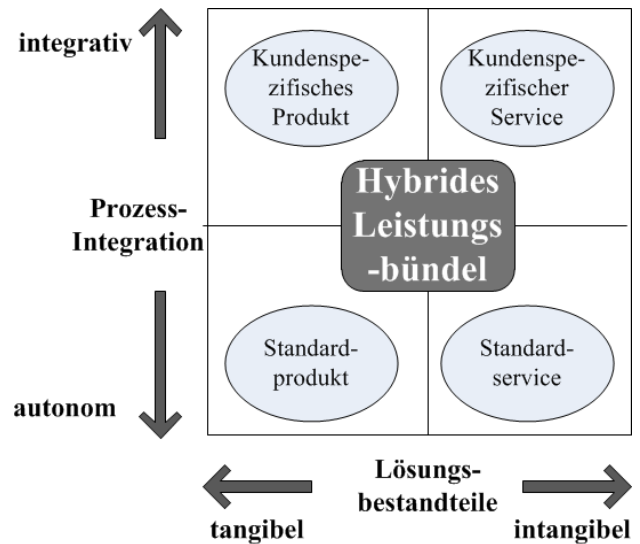 integrativ
Kundenspe-
zifisches
Produkt
Kundenspe-
zifischer
Service
Prozess-
Integration
Hybrides
Leistungs
-bündel
Standard-
produkt
Standard-
service
autonom
Lösungs-
bestandteile
tangibel
intangibel